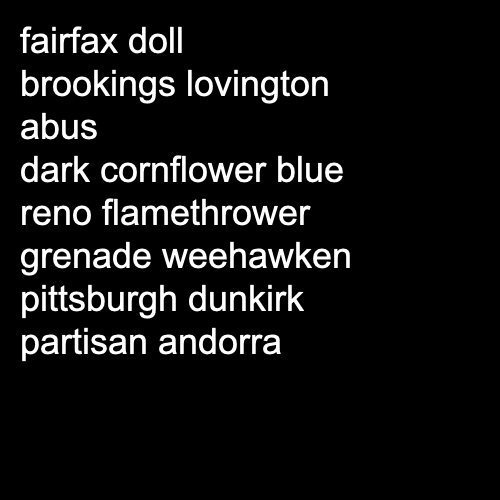 fairfax doll
brookings lovington
abus
dark cornflower blue
reno flamethrower
grenade weehawken
pittsburgh dunkirk
partisan andorra